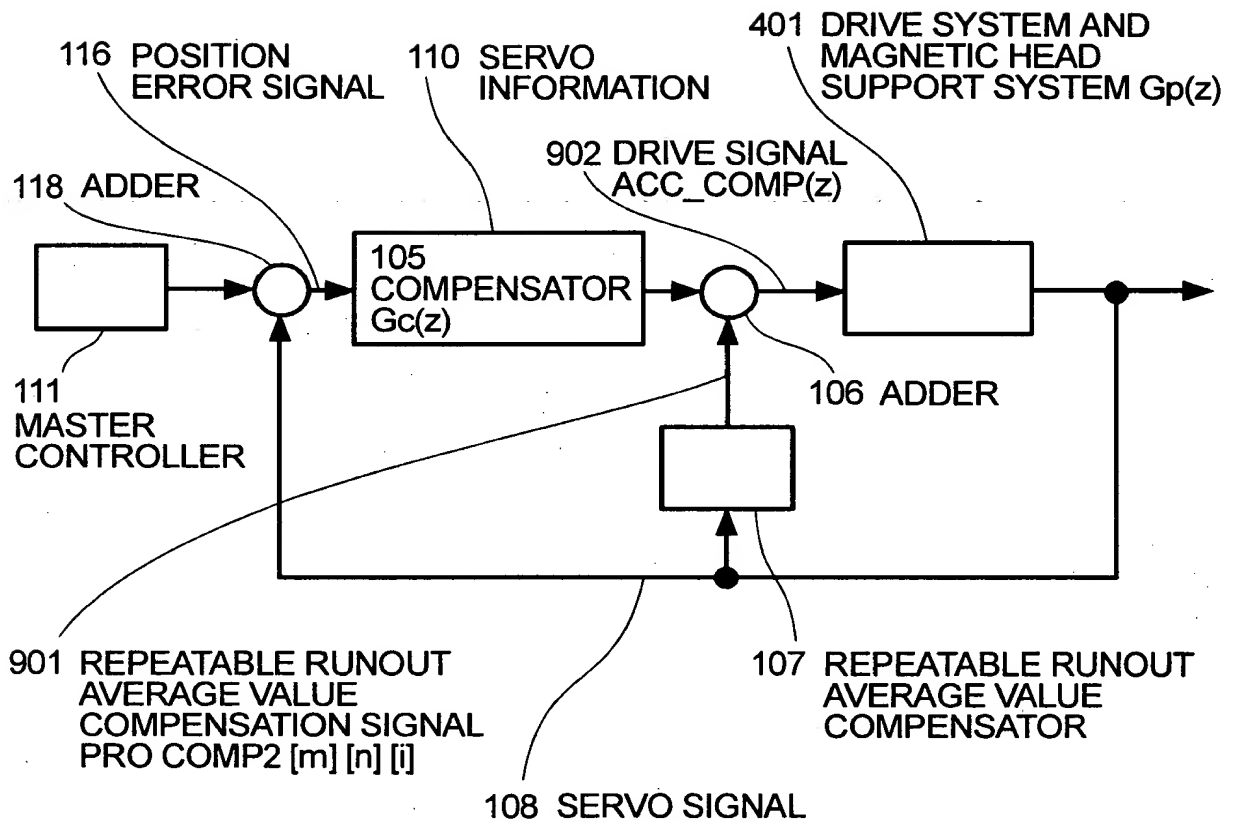 401 DRIVE SYSTEM AND
MAGNETIC HEAD
SUPPORT SYSTEM Gp(z)
116 POSITION
ERROR SIGNAL
110 SERVO
INFORMATION
902 DRIVE SIGNAL
ACC_COMP(z)
118 ADDER
105
COMPENSATOR
Gc(z)
111
MASTER
CONTROLLER
106 ADDER
901 REPEATABLE RUNOUT
AVERAGE VALUE
COMPENSATION SIGNAL
PRO COMP2 [m] [n] [i]
107 REPEATABLE RUNOUT
AVERAGE VALUE
COMPENSATOR
108 SERVO SIGNAL